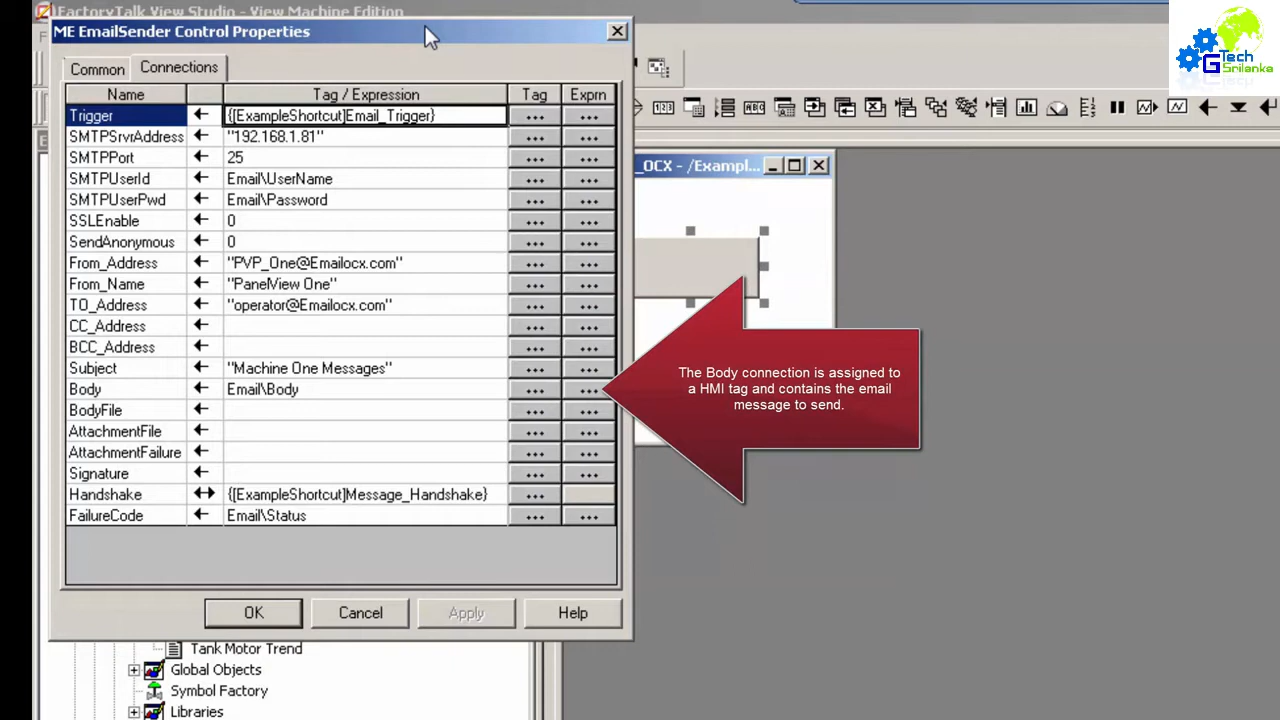 FactoryTalk View Studio - View Machine Edition
ME EmailSender Control Properties
Tech
G Srilanka
Common Connections
Name Tag / Expression Tag Exprn
Trigger {[ExampleShortcut]Email_Trigger}
SMTPSrvrAddress "192.168.1.81"
SMTPPort 25
_OCX - /Exampl...
SMTPUserId Email\UserName
SMTPUserPwd Email\Password
SSLEnable 0
SendAnonymous 0
From_Address "PVP_One@Emailocx.com"
From_Name "PanelView One"
TO_Address "operator@Emailocx.com"
CC_Address
BCC_Address
Subject "Machine One Messages"
Body Email\Body
BodyFile
AttachmentFile
AttachmentFailure
Signature
Handshake {[ExampleShortcut]Message_Handshake}
FailureCode Email\Status
The Body connection is assigned to
a HMI tag and contains the email
message to send.
OK Cancel Apply Help
Tank Motor Trend
Global Objects
Symbol Factory
Libraries